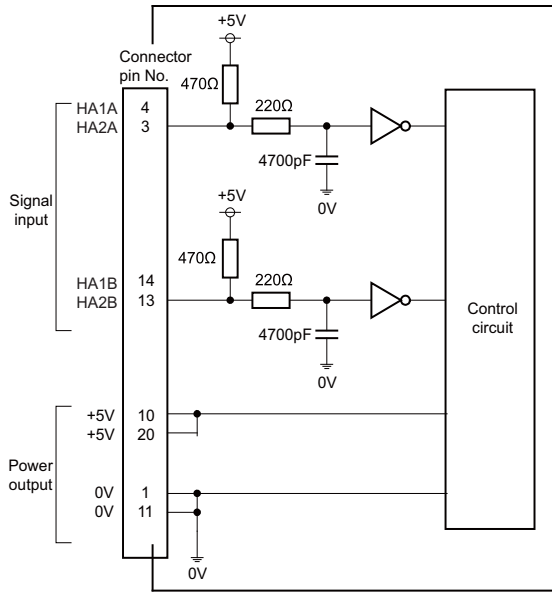 +5V
Connector
pin No.
470Ω
220Ω
HA1A 4
HA2A 3
4700pF
0V
+5V
Signal
input
470Ω
220Ω
HA1B 14
HA2B 13
4700pF
0V
Control
circuit
+5V 10
+5V 20
Power
output
0V 1
0V 11
0V